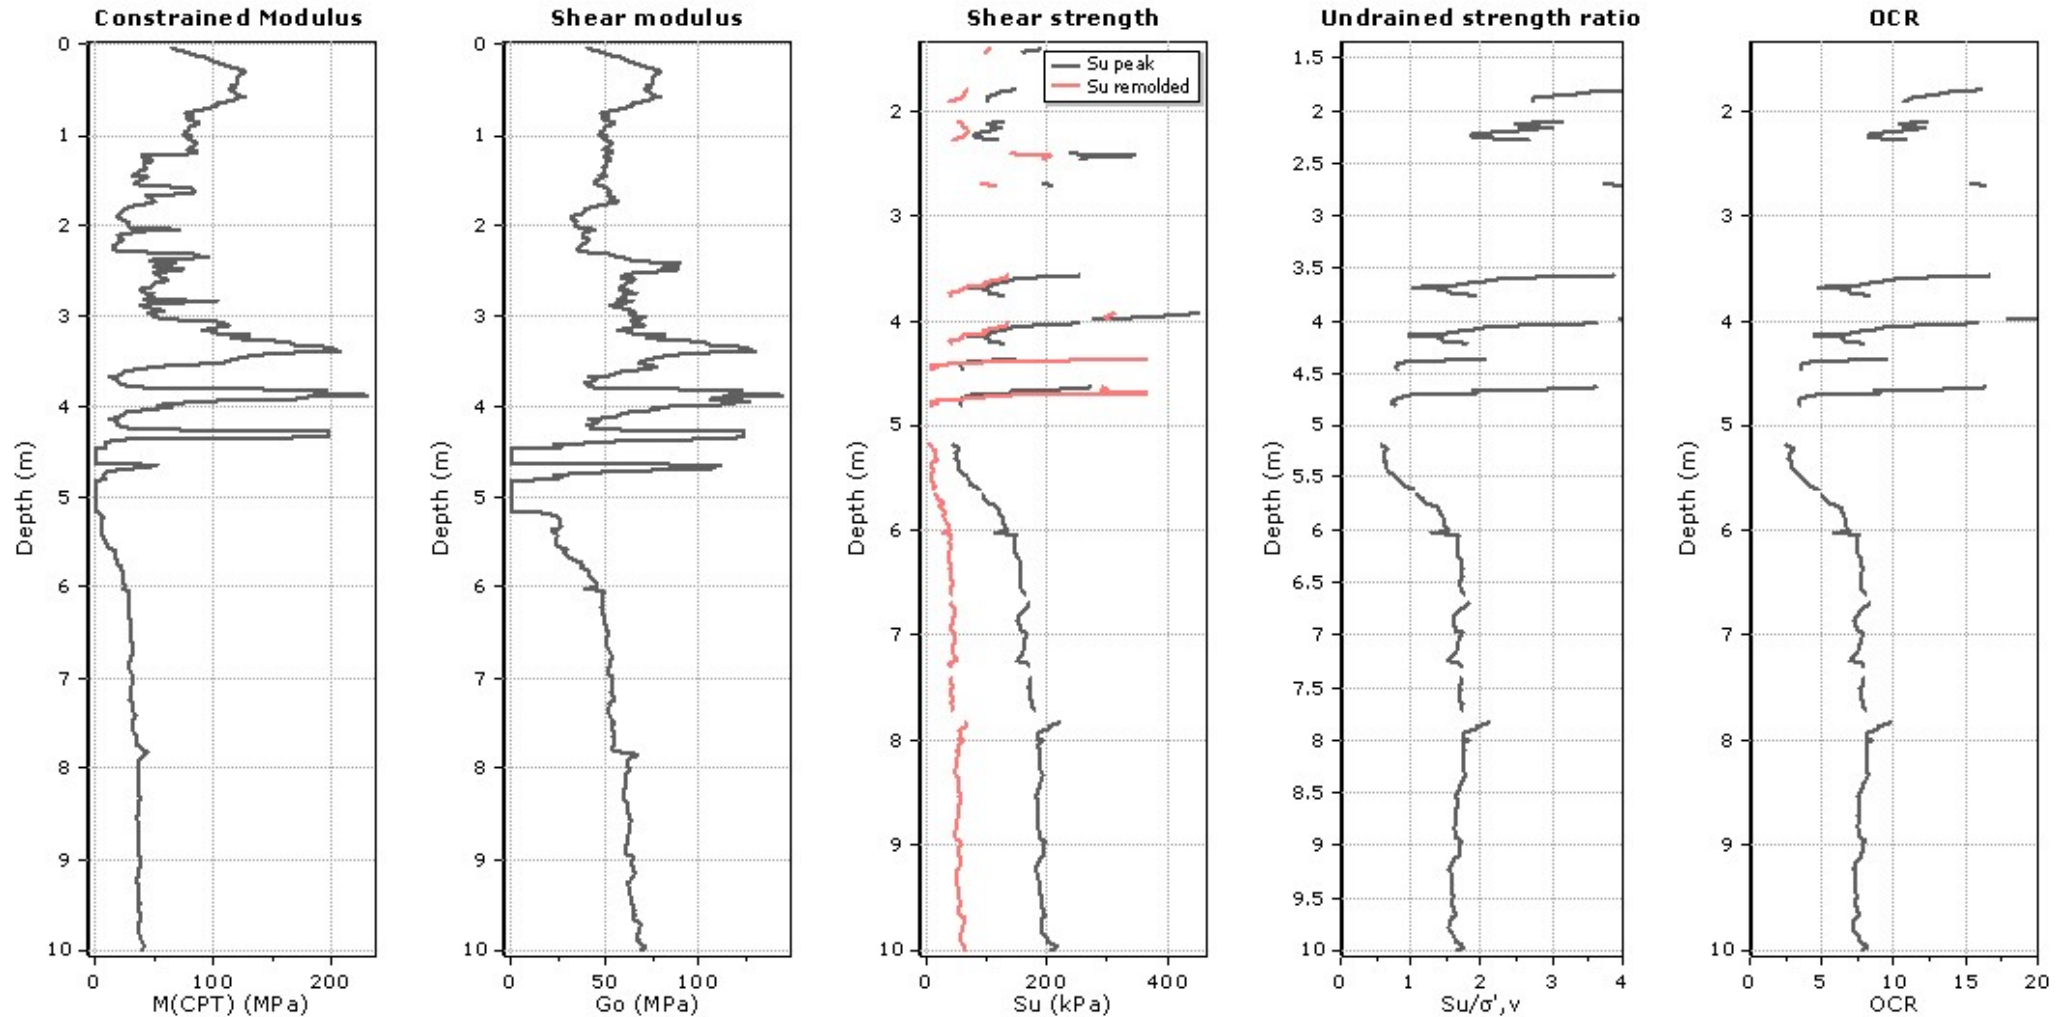 Constrained Modulus
0
1
2
3
4
5
6
7
8
9
10
Depth (m)
0 100 200
M(CPT) (MPa)
Shear modulus
0
1
2
3
4
5
6
7
8
9
10
Depth (m)
0 50 100
Go (MPa)
Shear strength
Su peak
Su remolded
2
3
4
5
6
7
8
9
10
Depth (m)
0 200 400
Su (kPa)
Undrained strength ratio
1.5
2
2.5
3
3.5
4
4.5
5
5.5
6
6.5
7
7.5
8
8.5
9
9.5
10
Depth (m)
0 1 2 3 4
Su/σ',v
OCR
2
3
4
5
6
7
8
9
10
Depth (m)
0 5 10 15 20
OCR